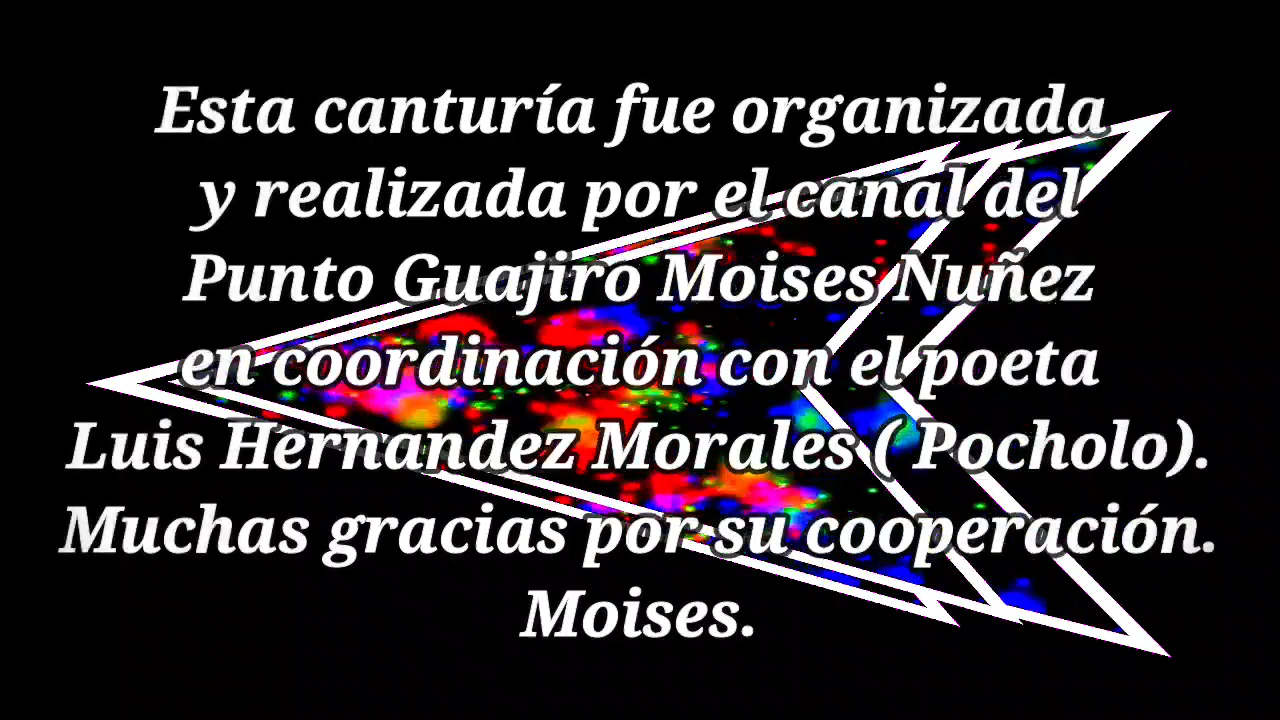 Esta canturía fue organizada
y realizada por el canal del
Punto Guajiro Moises Nuñez
en coordinación con el poeta
Luis Hernandez Morales ( Pocholo).
Muchas gracias por su cooperación.
Moises.